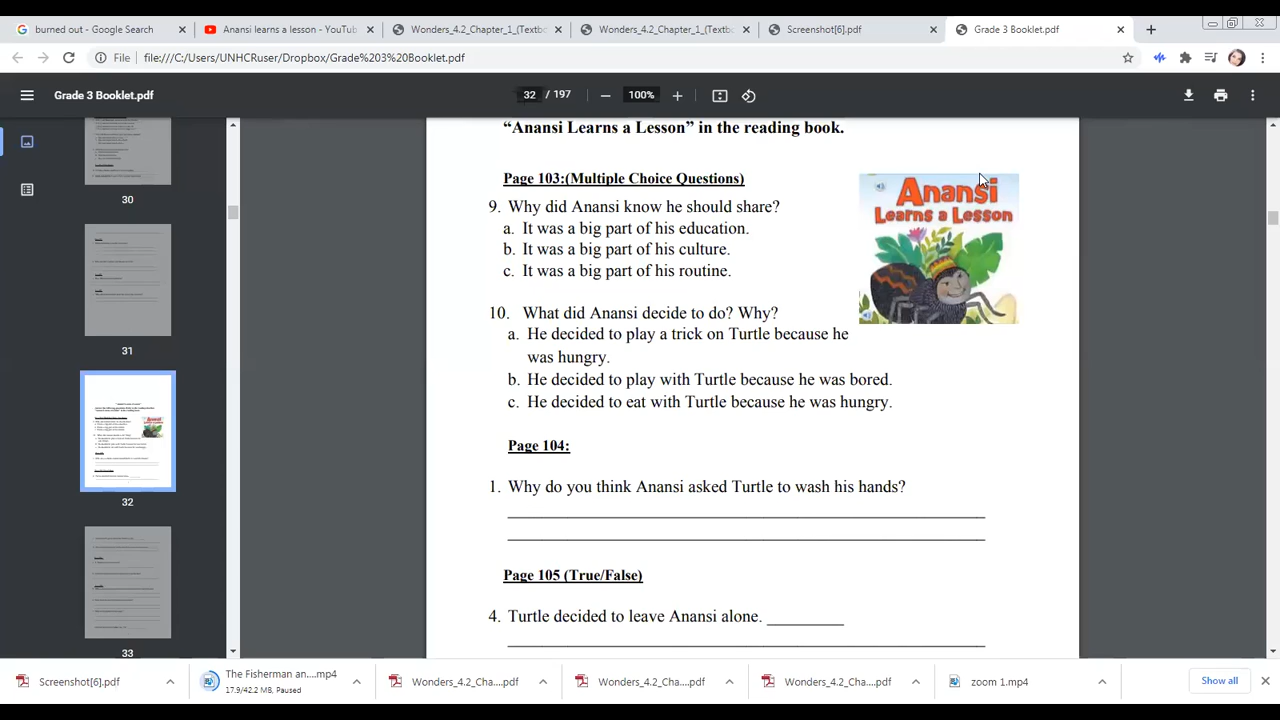 burned out - Google Search
Anansi learns a lesson - YouTube
Wonders_4.2_Chapter_1_(Textb
Wonders_4.2_Chapter_1_(Textb
Screenshot[6].pdf
Grade 3 Booklet.pdf
File file:///C:/Users/UNHCRuser/Dropbox/Grade%203%20Booklet.pdf
Grade 3 Booklet.pdf
32 / 197
100%
30
31
32
33
“Anansi Learns a Lesson” in the reading book.
Page 103:(Multiple Choice Questions)
9. Why did Anansi know he should share?
a. It was a big part of his education.
b. It was a big part of his culture.
c. It was a big part of his routine.
Anansi
Learns a Lesson
10. What did Anansi decide to do? Why?
a. He decided to play a trick on Turtle because he
was hungry.
b. He decided to play with Turtle because he was bored.
c. He decided to eat with Turtle because he was hungry.
Page 104:
1. Why do you think Anansi asked Turtle to wash his hands?
Page 105 (True/False)
4. Turtle decided to leave Anansi alone.
Screenshot[6].pdf
The Fisherman an....mp4
17.9/42.2 MB, Paused
Wonders_4.2_Cha....pdf
Wonders_4.2_Cha....pdf
Wonders_4.2_Cha....pdf
zoom 1.mp4
Show all